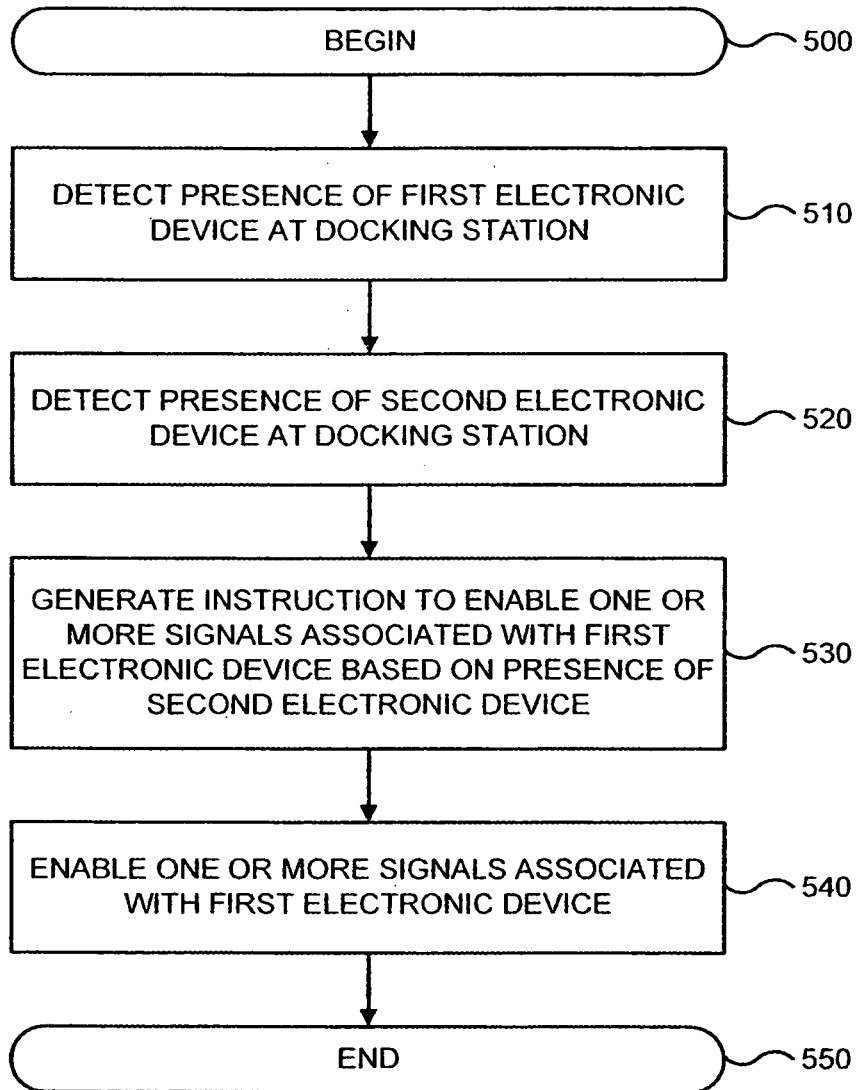 BEGIN
500
DETECT PRESENCE OF FIRST ELECTRONIC
DEVICE AT DOCKING STATION
510
DETECT PRESENCE OF SECOND ELECTRONIC
DEVICE AT DOCKING STATION
520
GENERATE INSTRUCTION TO ENABLE ONE OR
MORE SIGNALS ASSOCIATED WITH FIRST
ELECTRONIC DEVICE BASED ON PRESENCE OF
SECOND ELECTRONIC DEVICE
530
ENABLE ONE OR MORE SIGNALS ASSOCIATED
WITH FIRST ELECTRONIC DEVICE
540
END
550